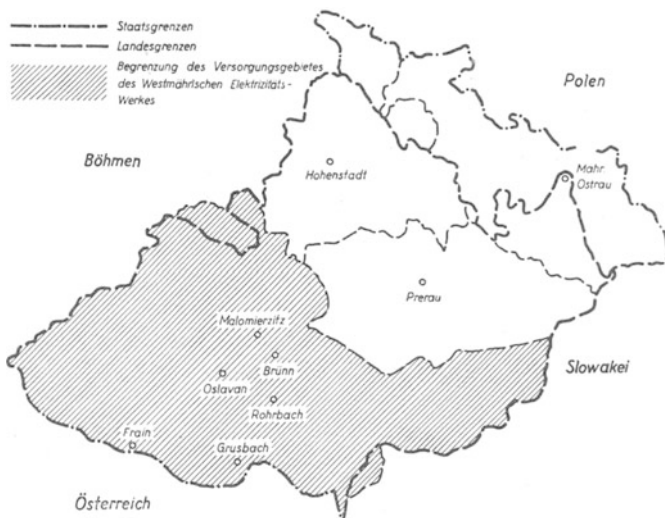 Staatsgrenzen
Landesgrenzen
Begrenzung des Versorgungsgebietes
des Westmährischen Elektrizitäts-
Werkes
Polen
Böhmen
Hohenstadt
Mähr.
Ostrau
Prerau
Malomierzitz
Brünn
Slowakei
Oslavan
Rohrbach
Frain
Grusbach
Österreich